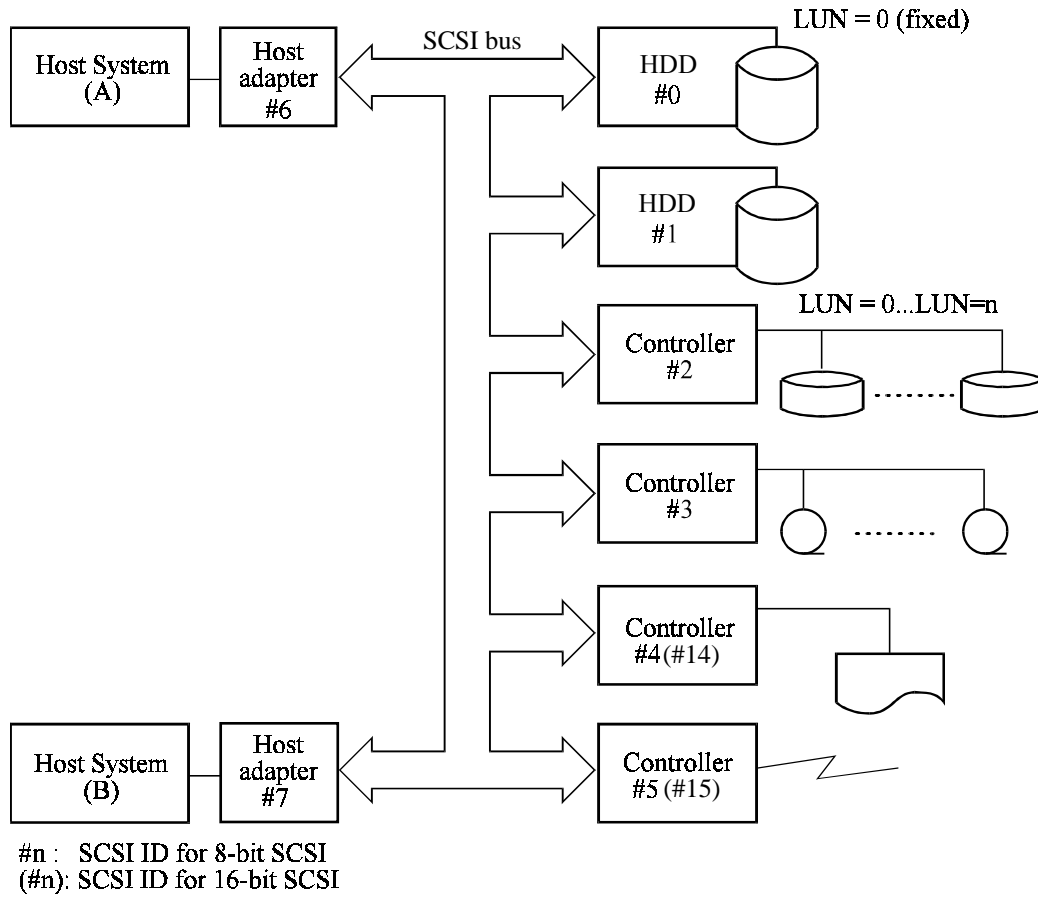 LUN = 0 (fixed)
Host System
(A)
Host
adapter
#6
SCSI bus
HDD
#0
HDD
#1
LUN = 0...LUN=n
Controller
#2
Controller
#3
Controller
#4(#14)
Host System
(B)
Host
adapter
#7
Controller
#5(#15)
#n : SCSI ID for 8-bit SCSI
(#n): SCSI ID for 16-bit SCSI